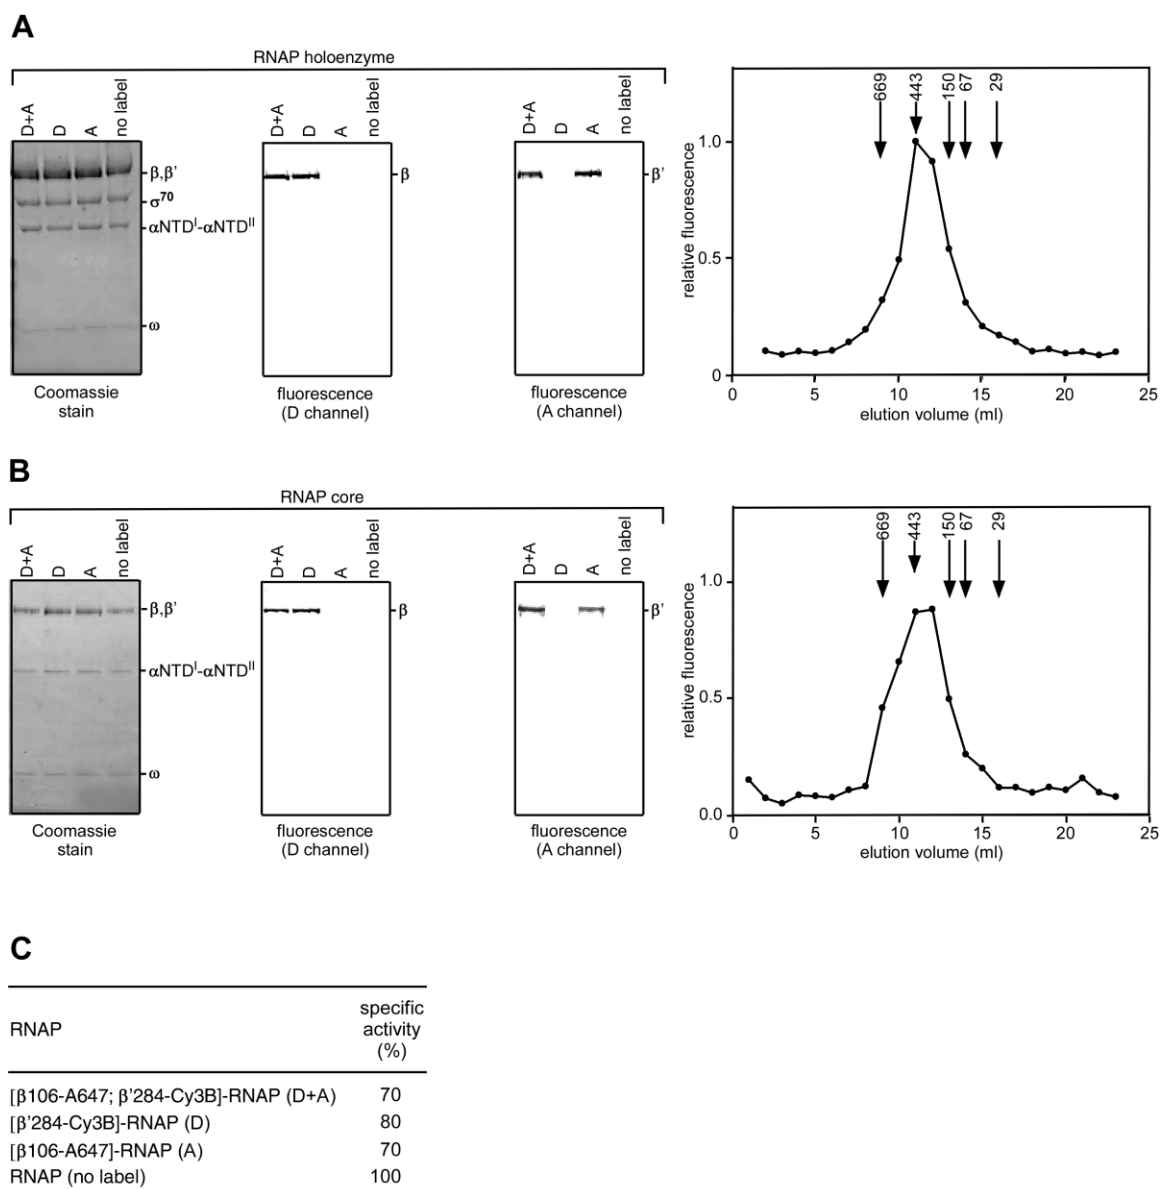 A
RNAP holoenzyme
D+A
D
A
no label
β,β’
σ⁷⁰
αNTDᴵ-αNTDᴵᴵ
ω
Coomassie
stain
D+A
D
A
no label
β
fluorescence
(D channel)
D+A
D
A
no label
β’
fluorescence
(A channel)
669
443
150
67
29
1.0
0.5
0
relative fluorescence
0 5 10 15 20 25
elution volume (ml)
B
RNAP core
D+A
D
A
no label
β,β’
αNTDᴵ-αNTDᴵᴵ
ω
Coomassie
stain
D+A
D
A
no label
β
fluorescence
(D channel)
D+A
D
A
no label
β’
fluorescence
(A channel)
669
443
150
67
29
1.0
0.5
0.0
relative fluorescence
0 5 10 15 20 25
elution volume (ml)
C
RNAP
specific
activity
(%)
[β106-A647; β’284-Cy3B]-RNAP (D+A) 70
[β’284-Cy3B]-RNAP (D) 80
[β106-A647]-RNAP (A) 70
RNAP (no label) 100